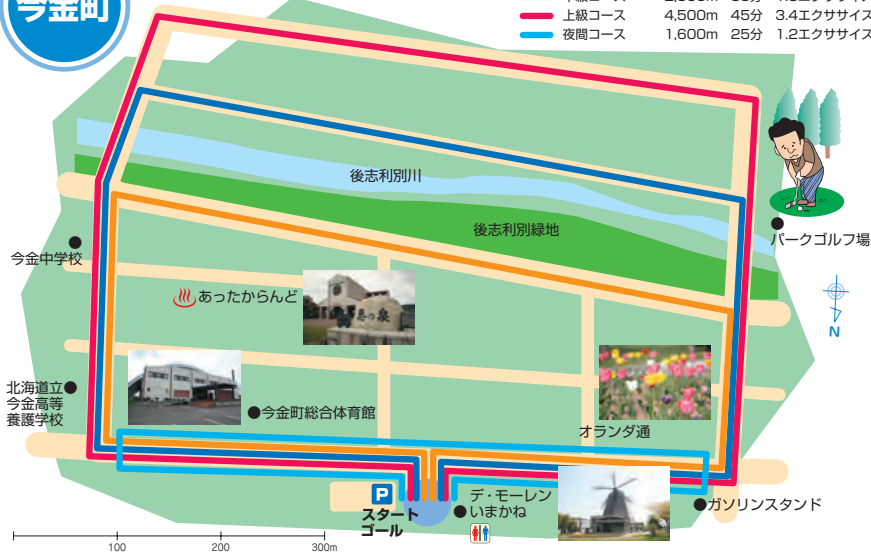 今金町
上級コース 4,500m 45分 3.4エクササイズ
夜間コース 1,600m 25分 1.2エクササイズ
後志利別川
後志利別緑地
パークゴルフ場
今金中学校
あったからんど
N
北海道立
今金高等
養護学校
今金町総合体育館
オランダ通
P
スタート
ゴール
デ・モーレン
いまかね
ガソリンスタンド
100 200 300m